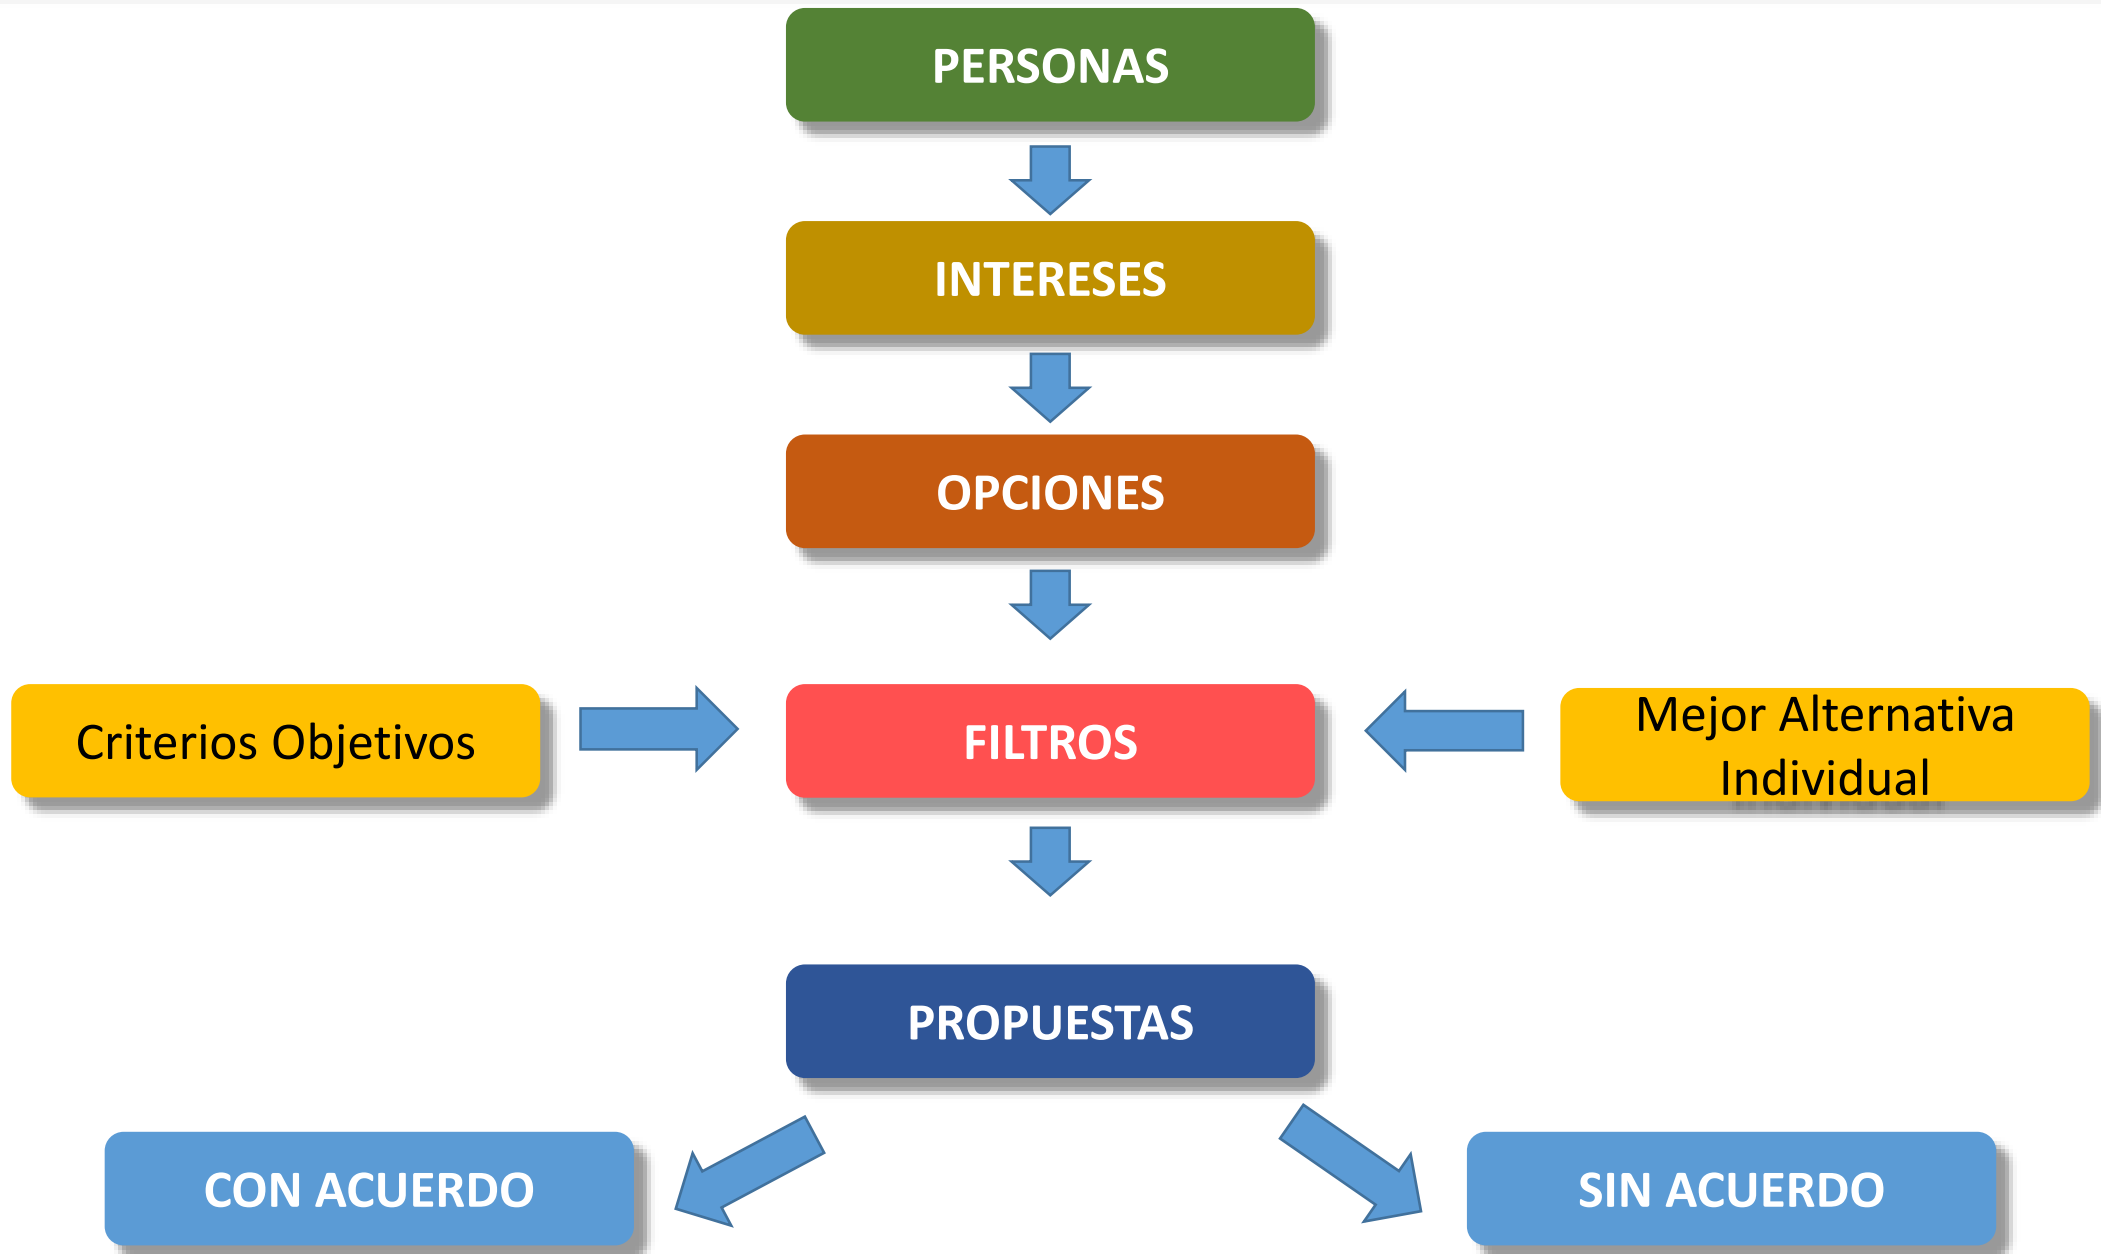 PERSONAS
INTERESES
OPCIONES
Criterios Objetivos
FILTROS
Mejor Alternativa
Individual
PROPUESTAS
CON ACUERDO
SIN ACUERDO